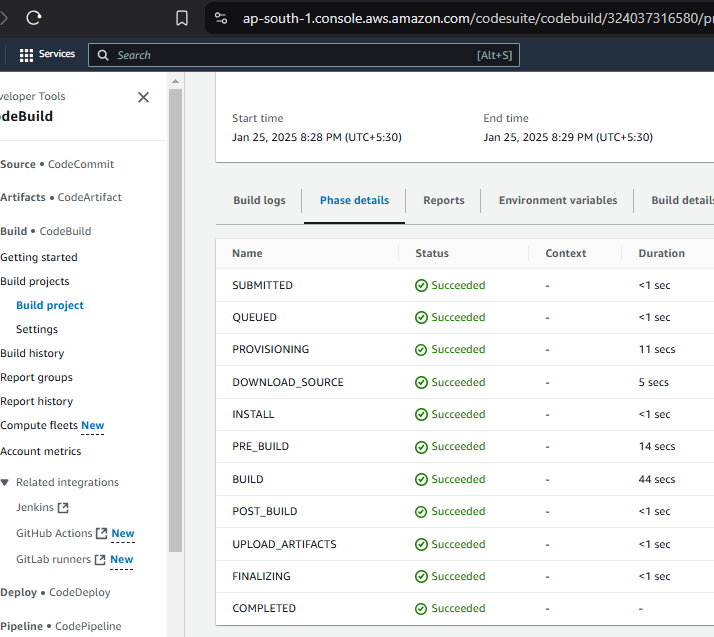 ap-south-1.console.aws.amazon.com/codesuite/codebuild/324037316580/pr
Services
Search
[Alt+S]
veloper Tools
deBuild
Source • CodeCommit
Artifacts • CodeArtifact
Build • CodeBuild
Getting started
Build projects
Build project
Settings
Build history
Report groups
Report history
Compute fleets New
Account metrics
Related integrations
Jenkins
GitHub Actions New
GitLab runners New
Deploy • CodeDeploy
Pipeline • CodePipeline
Start time
Jan 25, 2025 8:28 PM (UTC+5:30)
End time
Jan 25, 2025 8:29 PM (UTC+5:30)
Build logs Phase details Reports Environment variables Build details
Name Status Context Duration
SUBMITTED Succeeded - <1 sec
QUEUED Succeeded - <1 sec
PROVISIONING Succeeded - 11 secs
DOWNLOAD_SOURCE Succeeded - 5 secs
INSTALL Succeeded - <1 sec
PRE_BUILD Succeeded - 14 secs
BUILD Succeeded - 44 secs
POST_BUILD Succeeded - <1 sec
UPLOAD_ARTIFACTS Succeeded - <1 sec
FINALIZING Succeeded - <1 sec
COMPLETED Succeeded - -